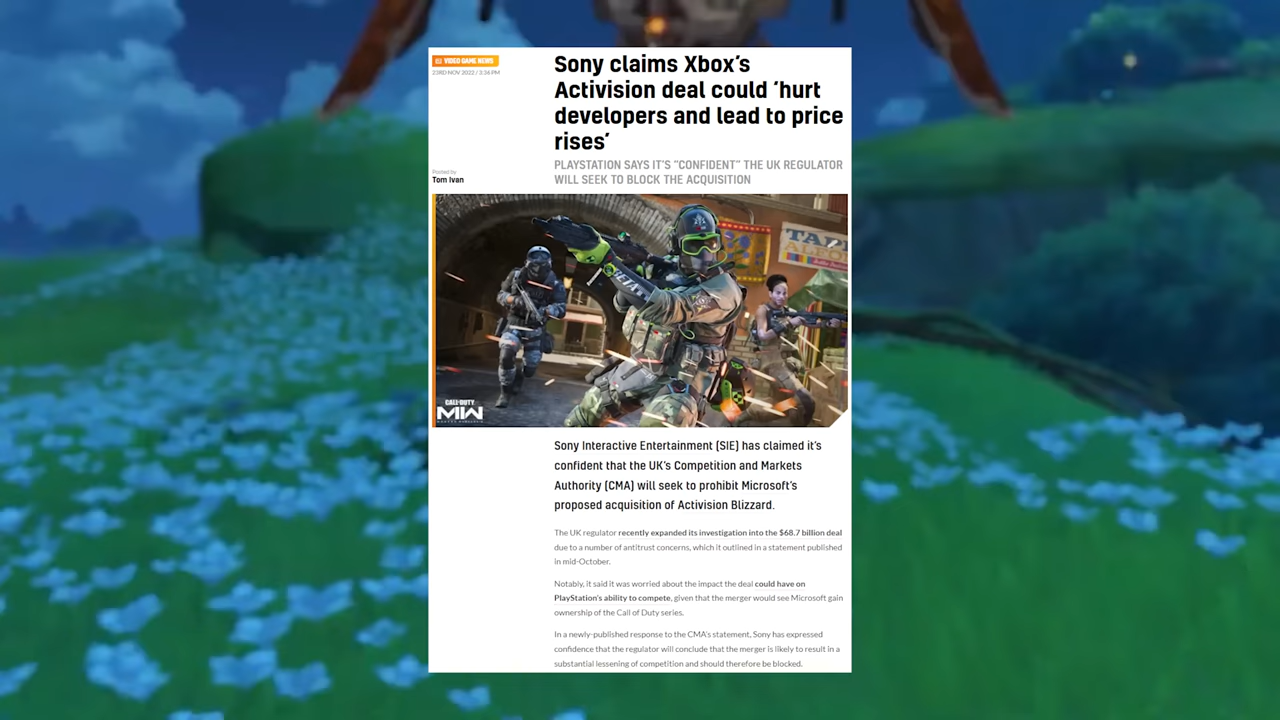 VIDEO GAME NEWS
23RD NOV 2022 / 3:36 PM
Sony claims Xbox's
Activision deal could ‘hurt
developers and lead to price
rises’
PLAYSTATION SAYS IT'S "CONFIDENT" THE UK REGULATOR
WILL SEEK TO BLOCK THE ACQUISITION
Posted by
Tom Ivan
BETA
CALL OF DUTY
MW
Sony Interactive Entertainment (SIE) has claimed it's
confident that the UK's Competition and Markets
Authority (CMA) will seek to prohibit Microsoft's
proposed acquisition of Activision Blizzard.
The UK regulator recently expanded its investigation into the $68.7 billion deal
due to a number of antitrust concerns, which it outlined in a statement published
in mid-October.
Notably, it said it was worried about the impact the deal could have on
PlayStation's ability to compete, given that the merger would see Microsoft gain
ownership of the Call of Duty series.
In a newly-published response to the CMA's statement, Sony has expressed
confidence that the regulator will conclude that the merger is likely to result in a
substantial lessening of competition and should therefore be blocked.